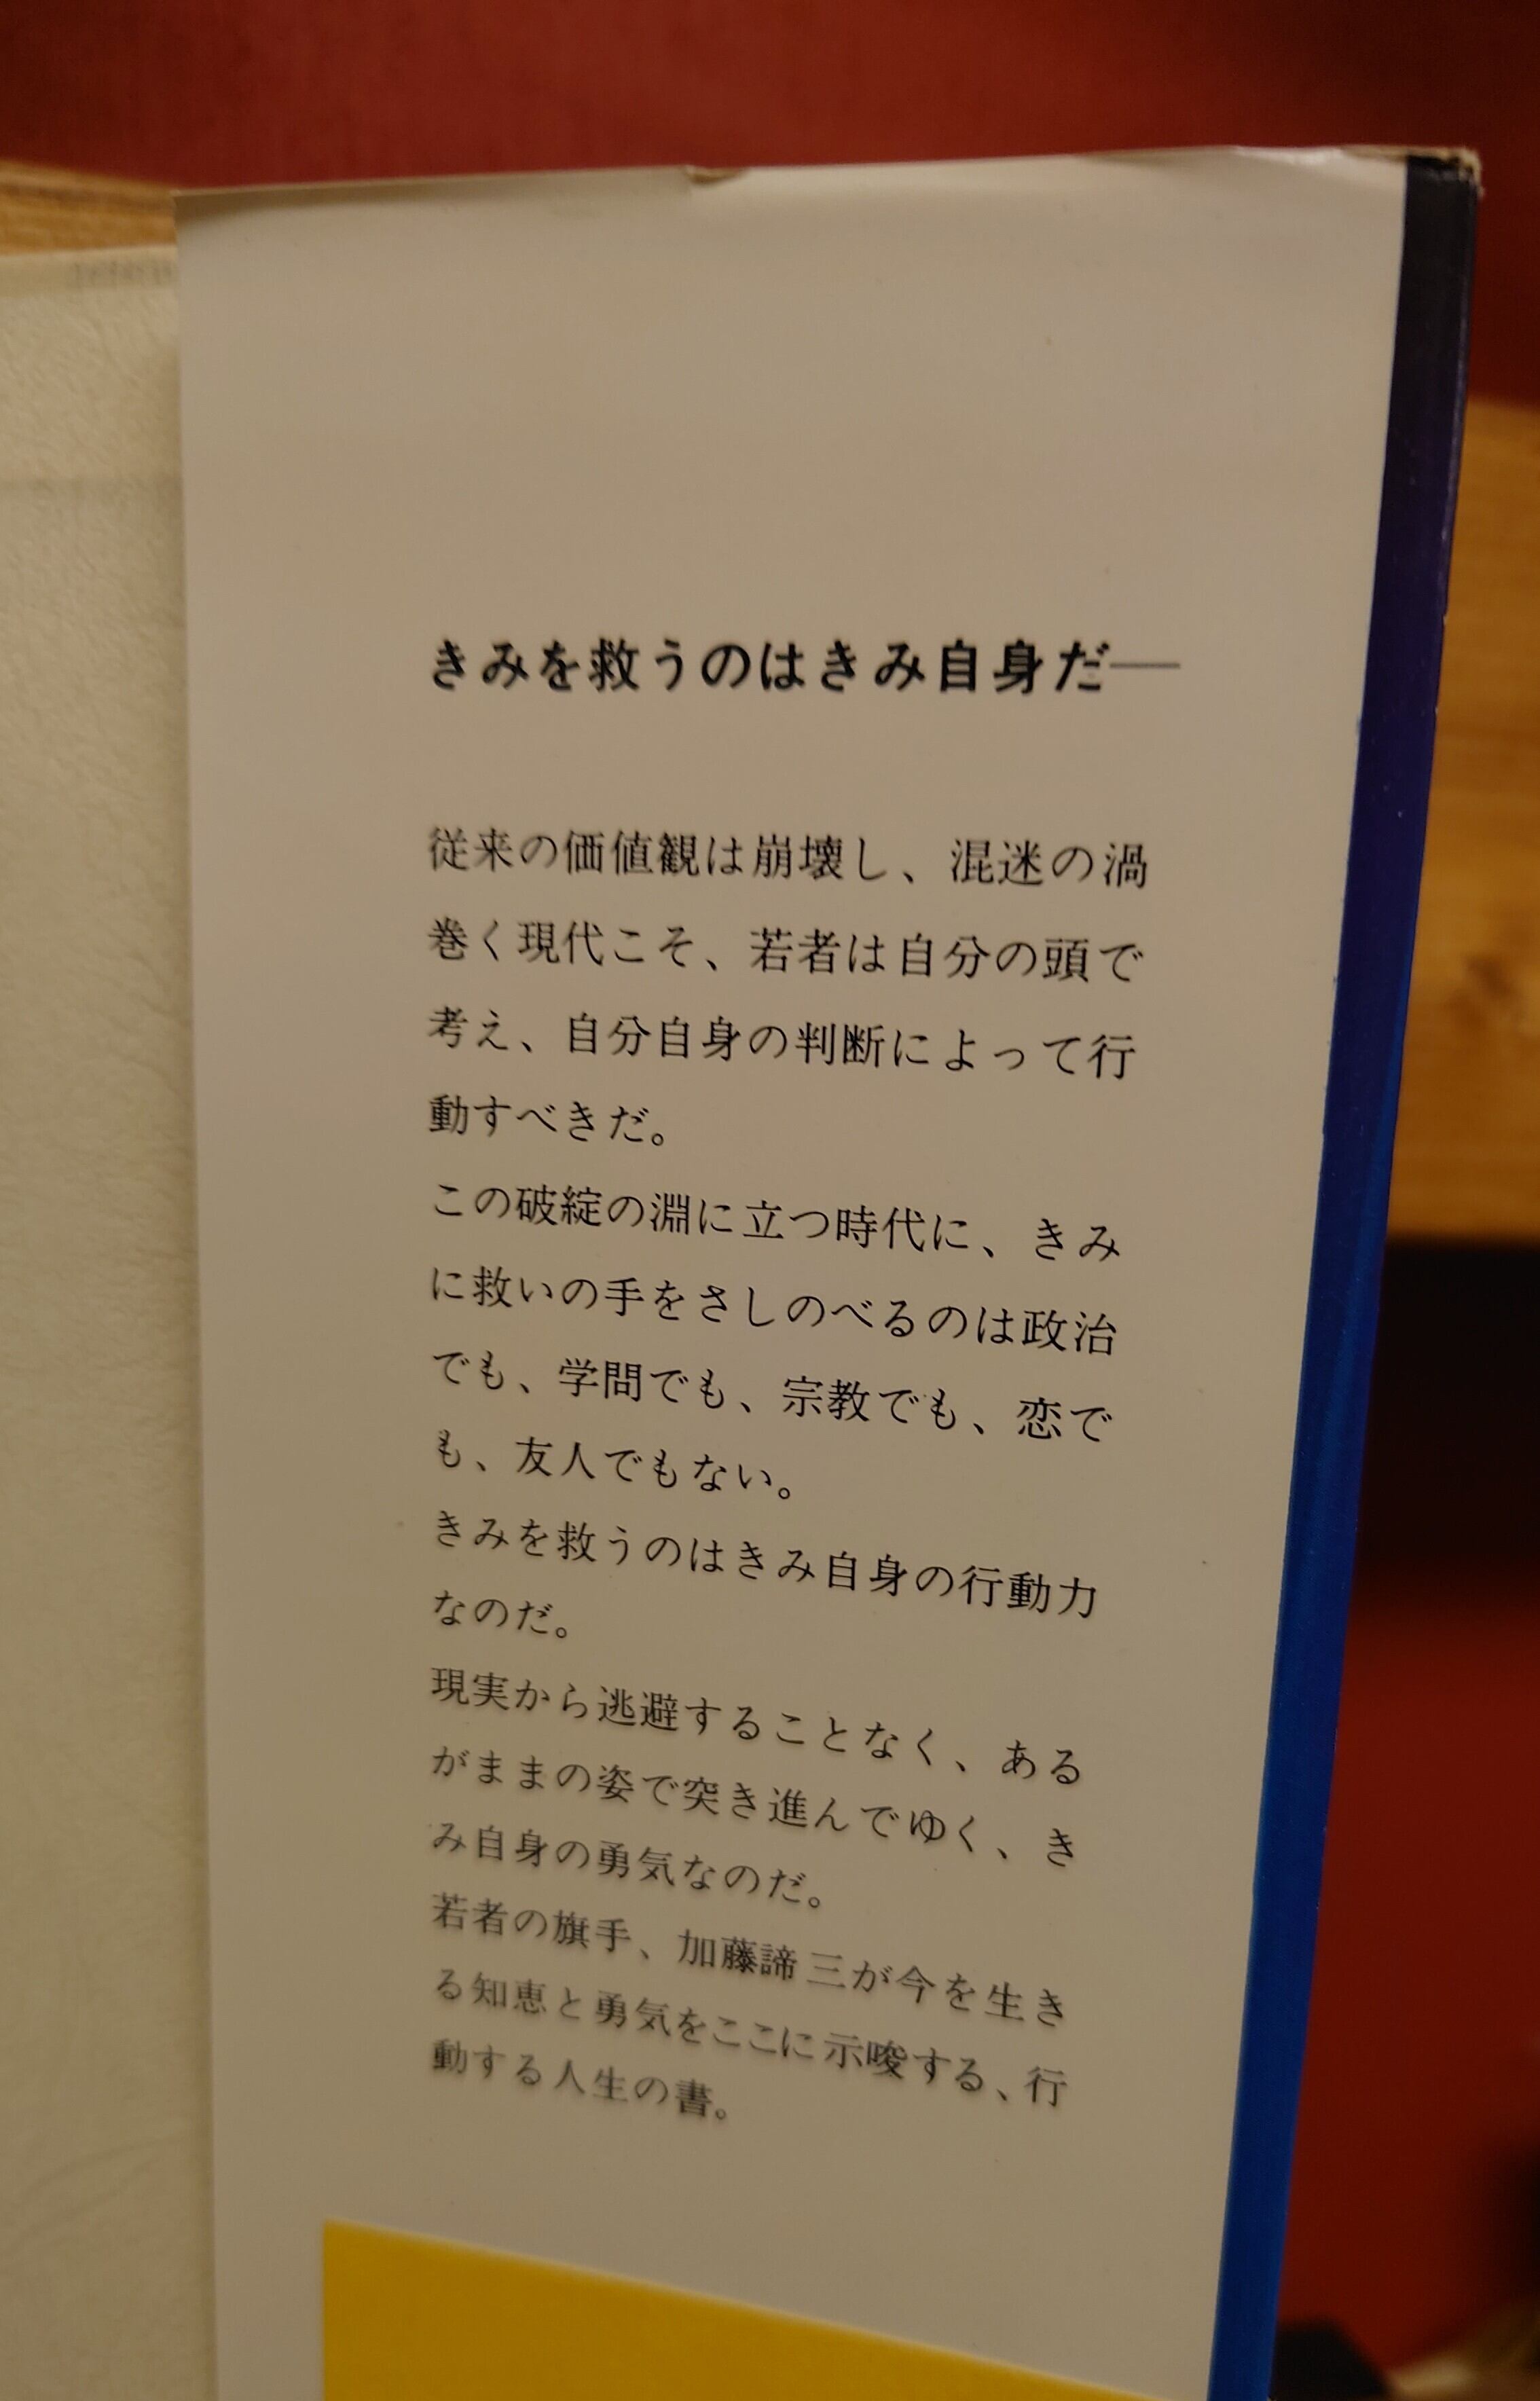 きみを救うのはきみ自身だ──
従来の価値観は崩壊し、混迷の渦
巻く現代こそ、若者は自分の頭で
考え、自分自身の判断によって行
動すべきだ。
この破綻の淵に立つ時代に、きみ
に救いの手をさしのべるのは政治
でも、学問でも、宗教でも、恋で
も、友人でもない。
きみを救うのはきみ自身の行動力
なのだ。
現実から逃避することなく、ある
がままの姿で突き進んでゆく、き
み自身の勇気なのだ。
若者の旗手、加藤諦三が今を生き
る知恵と勇気をここに示唆する、行
動する人生の書。